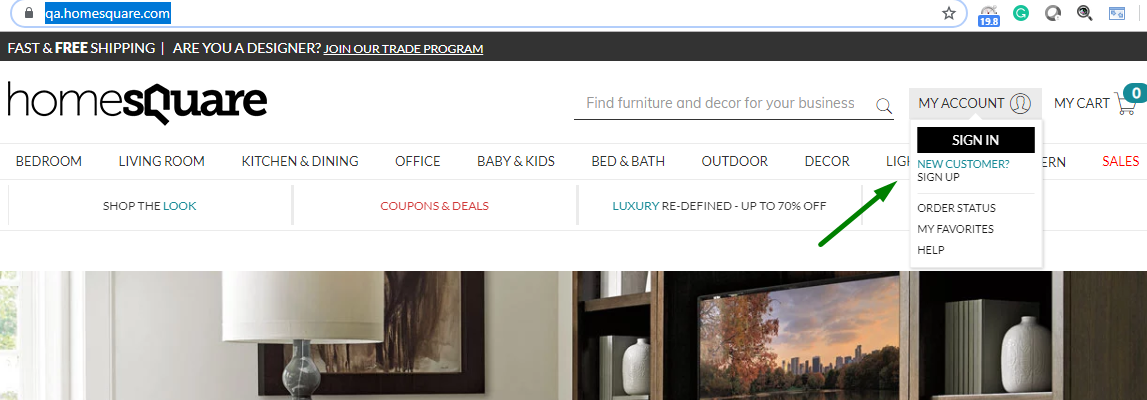 qa.homesquare.com
19.8
FAST & FREE SHIPPING | ARE YOU A DESIGNER? JOIN OUR TRADE PROGRAM
homesquare
Find furniture and decor for your business
MY ACCOUNT
MY CART
0
SIGN IN
NEW CUSTOMER?
SIGN UP
ORDER STATUS
MY FAVORITES
HELP
BEDROOM LIVING ROOM KITCHEN & DINING OFFICE BABY & KIDS BED & BATH OUTDOOR DECOR SALES
SHOP THE LOOK
COUPONS & DEALS
LUXURY RE-DEFINED - UP TO 70% OFF